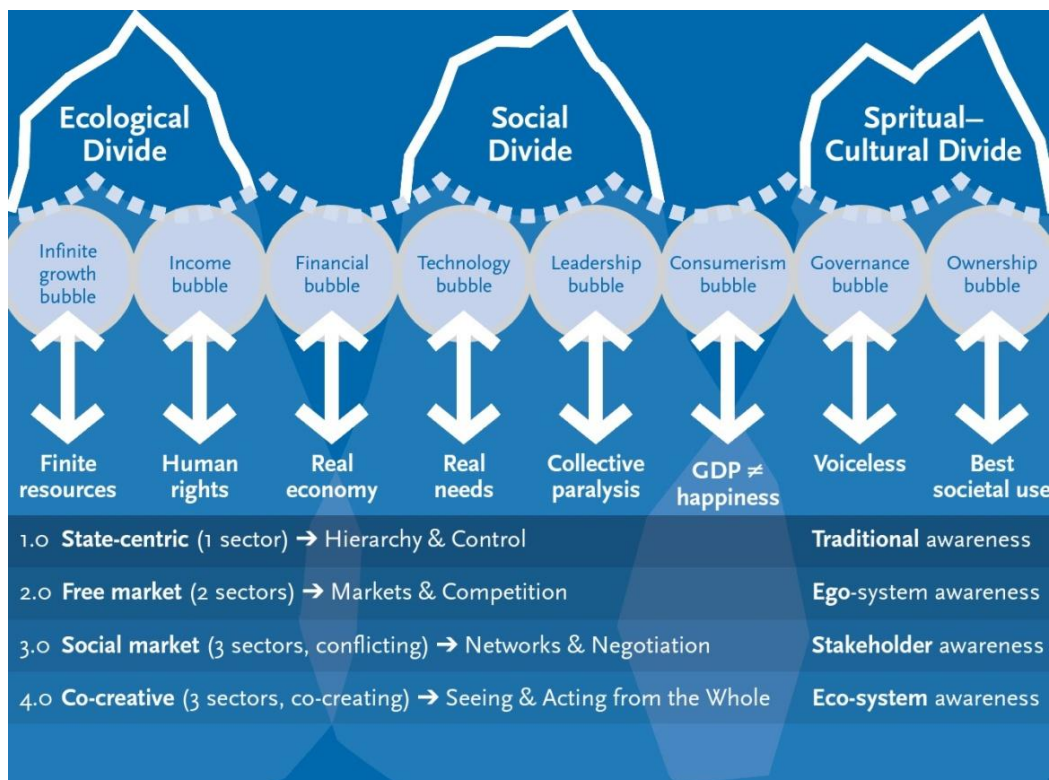 Ecological
Divide
Social
Divide
Spritual–
Cultural Divide
Infinite
growth
bubble
Income
bubble
Financial
bubble
Technology
bubble
Leadership
bubble
Consumerism
bubble
Governance
bubble
Ownership
bubble
Finite
resources
Human
rights
Real
economy
Real
needs
Collective
paralysis
GDP ≠
happiness
Voiceless
Best
societal use
1.0 State-centric (1 sector) ➔ Hierarchy & Control
Traditional awareness
2.0 Free market (2 sectors) ➔ Markets & Competition
Ego-system awareness
3.0 Social market (3 sectors, conflicting) ➔ Networks & Negotiation
Stakeholder awareness
4.0 Co-creative (3 sectors, co-creating) ➔ Seeing & Acting from the Whole
Eco-system awareness